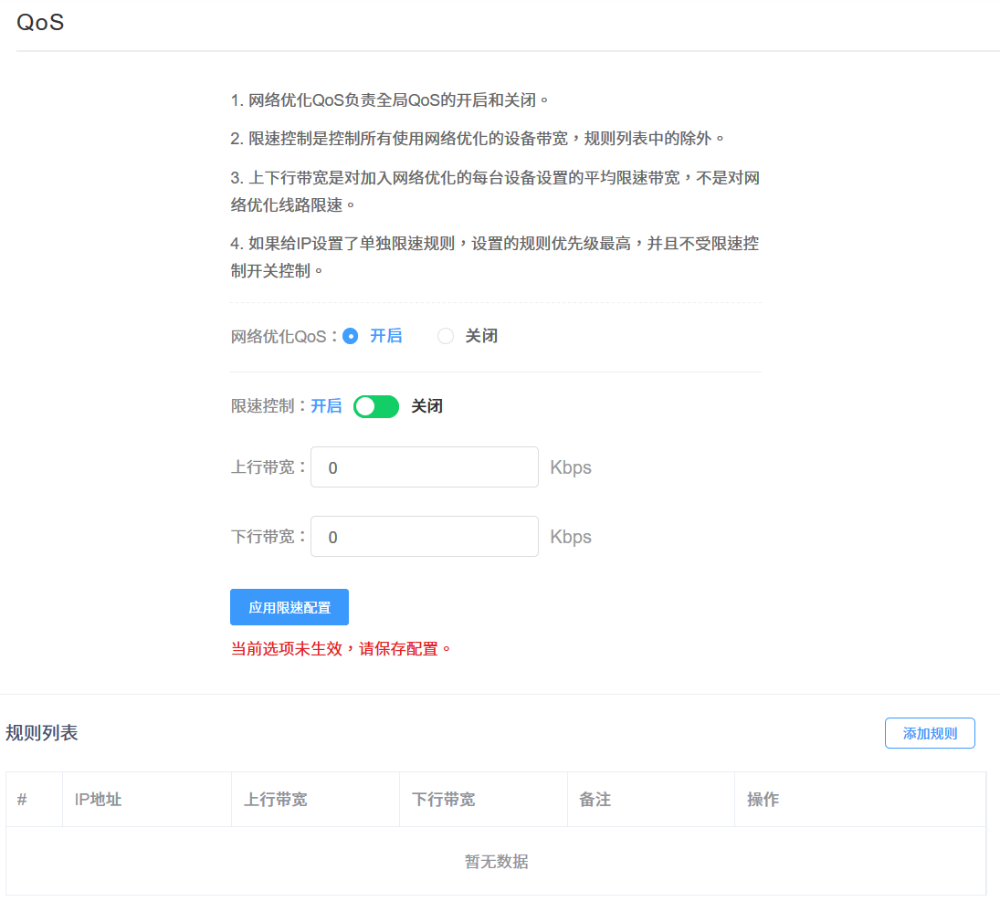 QoS
1. 网络优化QoS负责全局QoS的开启和关闭。
2. 限速控制是控制所有使用网络优化的设备带宽，规则列表中的除外。
3. 上下行带宽是对加入网络优化的每台设备设置的平均限速带宽，不是对网
络优化线路限速。
4. 如果给IP设置了单独限速规则，设置的规则优先级最高，并且不受限速控
制开关控制。
网络优化QoS： 开启 关闭
限速控制：开启 关闭
上行带宽： 0 Kbps
下行带宽： 0 Kbps
应用限速配置
当前选项未生效，请保存配置。
规则列表 添加规则
# IP地址 上行带宽 下行带宽 备注 操作
暂无数据